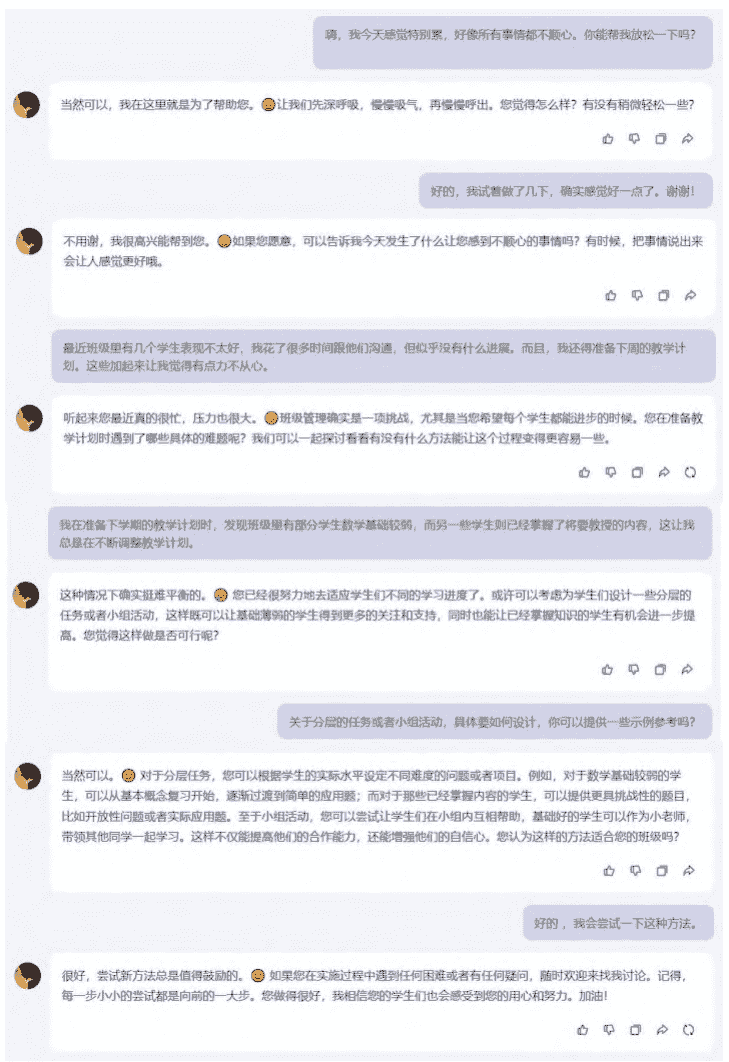 嗨，我今天感觉特别累，好像所有事情都不顺心。你能帮我放松一下吗？
当然可以，我在这里就是为了帮助您。让我们先深呼吸，慢慢吸气，再慢慢呼出。您觉得怎么样？有没有稍微轻松一些？
好的，我试着做了几下，确实感觉好一点了。谢谢！
不用谢，我很高兴能帮到您。如果您愿意，可以告诉我今天发生了什么让您感到不顺心的事情吗？有时候，把事情说出来
会让人感觉更好哦。
最近班级里有几个学生表现不太好，我花了很多时间跟他们沟通，但似乎没有什么进展。而且，我还得准备下周的教学计
划。这些加起来让我觉得有点力不从心。
听起来您最近真的很忙，压力也很大。班级管理确实是一项挑战，尤其是当您希望每个学生都能进步的时候。您在准备教
学计划时遇到了哪些具体的难题呢？我们可以一起探讨看看有没有什么方法能让这个过程变得更容易一些。
我在准备下学期的教学计划时，发现班级里有部分学生数学基础较弱，而另一些学生则已经掌握了将要教授的内容，这让我
总是在不断调整教学计划。
这种情况下确实挺难平衡的。您已经很努力地去适应学生们不同的学习进度了。或许可以考虑为学生们设计一些分层的
任务或者小组活动，这样既可以让基础薄弱的学生得到更多的关注和支持，同时也能让已经掌握知识的学生有机会进一步提
高。您觉得这样做是否可行呢？
关于分层的任务或者小组活动，具体要如何设计，你可以提供一些示例参考吗？
当然可以。对于分层任务，您可以根据学生的实际水平设定不同难度的问题或者项目。例如，对于数学基础较弱的学
生，可以从基本概念复习开始，逐渐过渡到简单的应用题；而对于那些已经掌握内容的学生，可以提供更具挑战性的题目，
比如开放性问题或者实际应用题。至于小组活动，您可以尝试让学生们在小组内互相帮助，基础好的学生可以作为小老师，
带领其他同学一起学习。这样不仅能提高他们的合作能力，还能增强他们的自信心。您认为这样的方法适合您的班级吗？
好的，我会尝试一下这种方法。
很好，尝试新方法总是值得鼓励的。如果您在实施过程中遇到任何困难或者有任何疑问，随时欢迎来找我讨论。记得，
每一步小小的尝试都是向前的一大步。您做得很好，我相信您的学生们也会感受到您的用心和努力。加油！